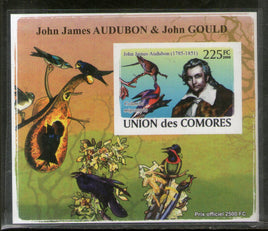 John James AUDUBON & John GOULD
John James Audubon (1785-1851)
225FC
UNION des COMORES
Prix officiel 2500 FC